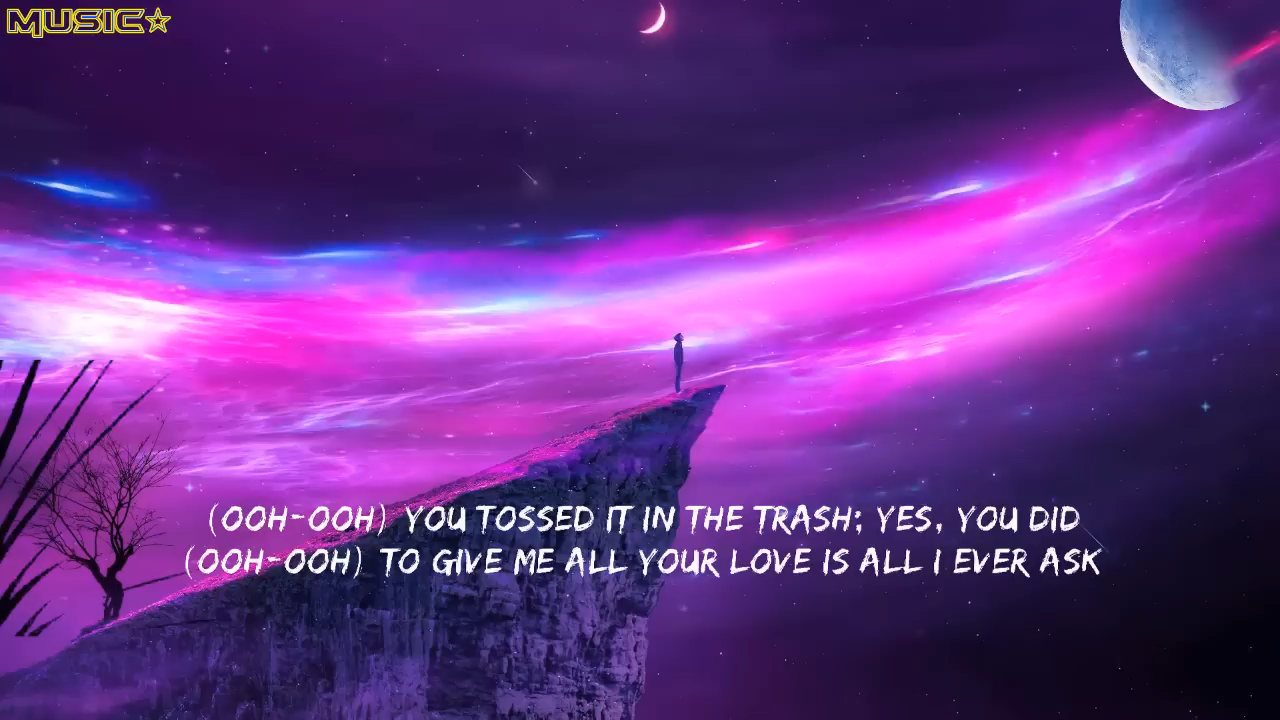 MUSIC☆
(OOH-OOH) YOU TOSSED IT IN THE TRASH; YES, YOU DID
(OOH-OOH) TO GIVE ME ALL YOUR LOVE IS ALL I EVER ASK